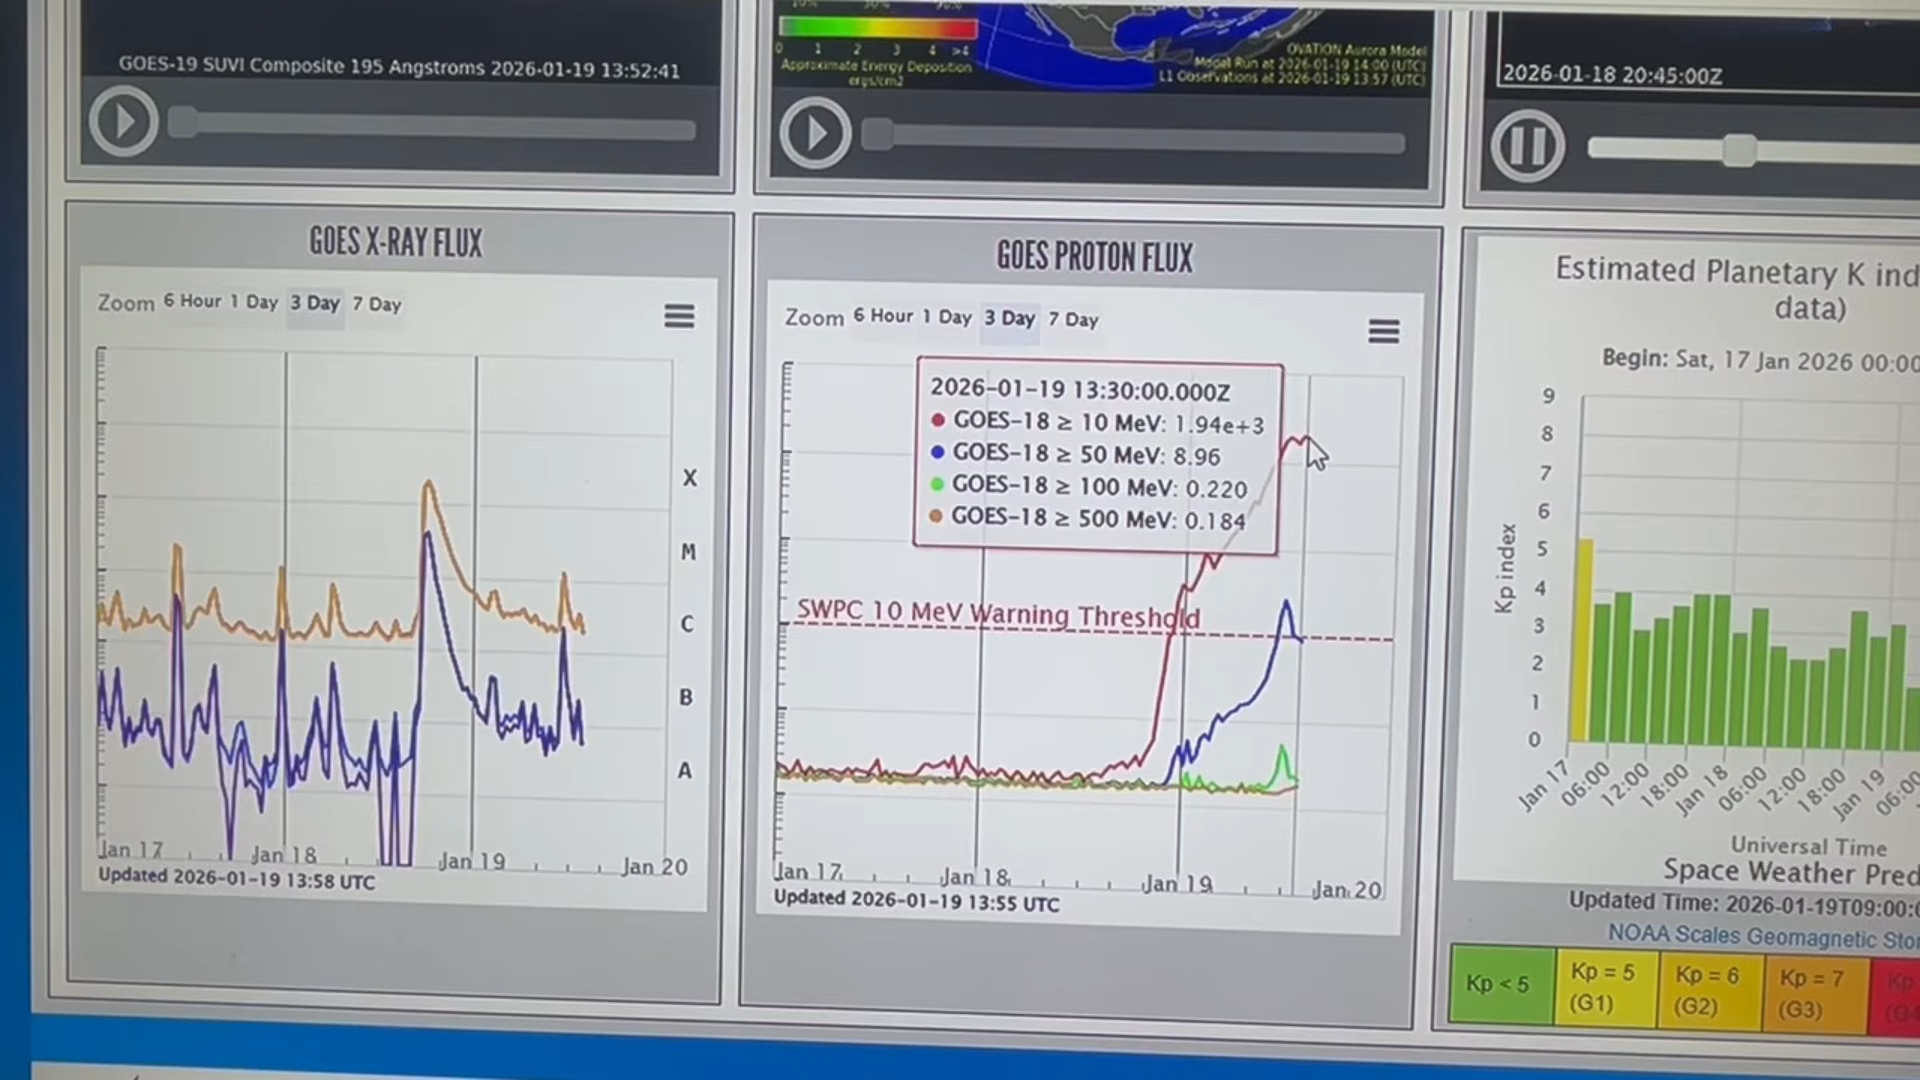 GOES-19 SUVI Composite 195 Angstroms 2026-01-19 13:52:41
0 1 2 3 4 >4
Approximate Energy Deposition
ergs/cm2
OVATION Aurora Model
Model Run at 2026-01-19 14:00 (UTC)
L1 Observations at 2026-01-19 13:57 (UTC)
2026-01-18 20:45:00Z
GOES X-RAY FLUX
Zoom 6 Hour 1 Day 3 Day 7 Day
X
M
C
B
A
Jan 17 Jan 18 Jan 19 Jan 20
Updated 2026-01-19 13:58 UTC
GOES PROTON FLUX
Zoom 6 Hour 1 Day 3 Day 7 Day
2026-01-19 13:30:00.000Z
GOES-18 ≥ 10 MeV: 1.94e+3
GOES-18 ≥ 50 MeV: 8.96
GOES-18 ≥ 100 MeV: 0.220
GOES-18 ≥ 500 MeV: 0.184
SWPC 10 MeV Warning Threshold
Jan 17 Jan 18 Jan 19 Jan 20
Updated 2026-01-19 13:55 UTC
Estimated Planetary K ind
data)
Begin: Sat, 17 Jan 2026 00:00
Kp index
9
8
7
6
5
4
3
2
1
0
Jan 17 06:00 12:00 18:00 Jan 18 06:00 12:00 18:00 Jan 19 06:00
Universal Time
Space Weather Pred
Updated Time: 2026-01-19T09:00:0
NOAA Scales Geomagnetic Stor
Kp < 5
Kp = 5
(G1)
Kp = 6
(G2)
Kp = 7
(G3)
Kp